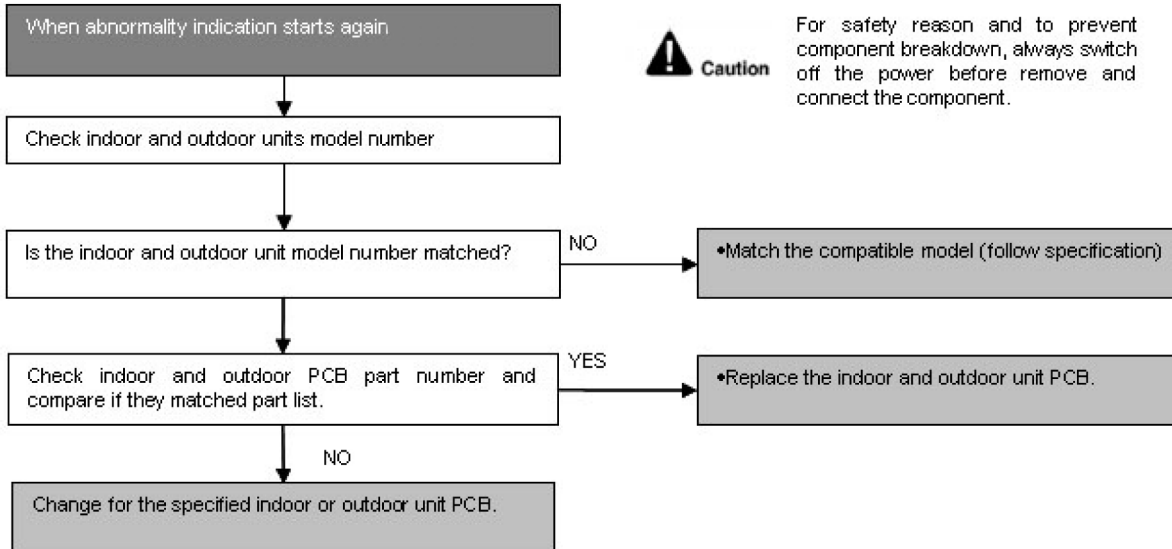 When abnormality indication starts again
For safety reason and to prevent
component breakdown, always switch
off the power before remove and
connect the component.
Caution
Check indoor and outdoor units model number
Is the indoor and outdoor unit model number matched?
NO
•Match the compatible model (follow specification)
Check indoor and outdoor PCB part number and
compare if they matched part list.
YES
•Replace the indoor and outdoor unit PCB.
NO
Change for the specified indoor or outdoor unit PCB.